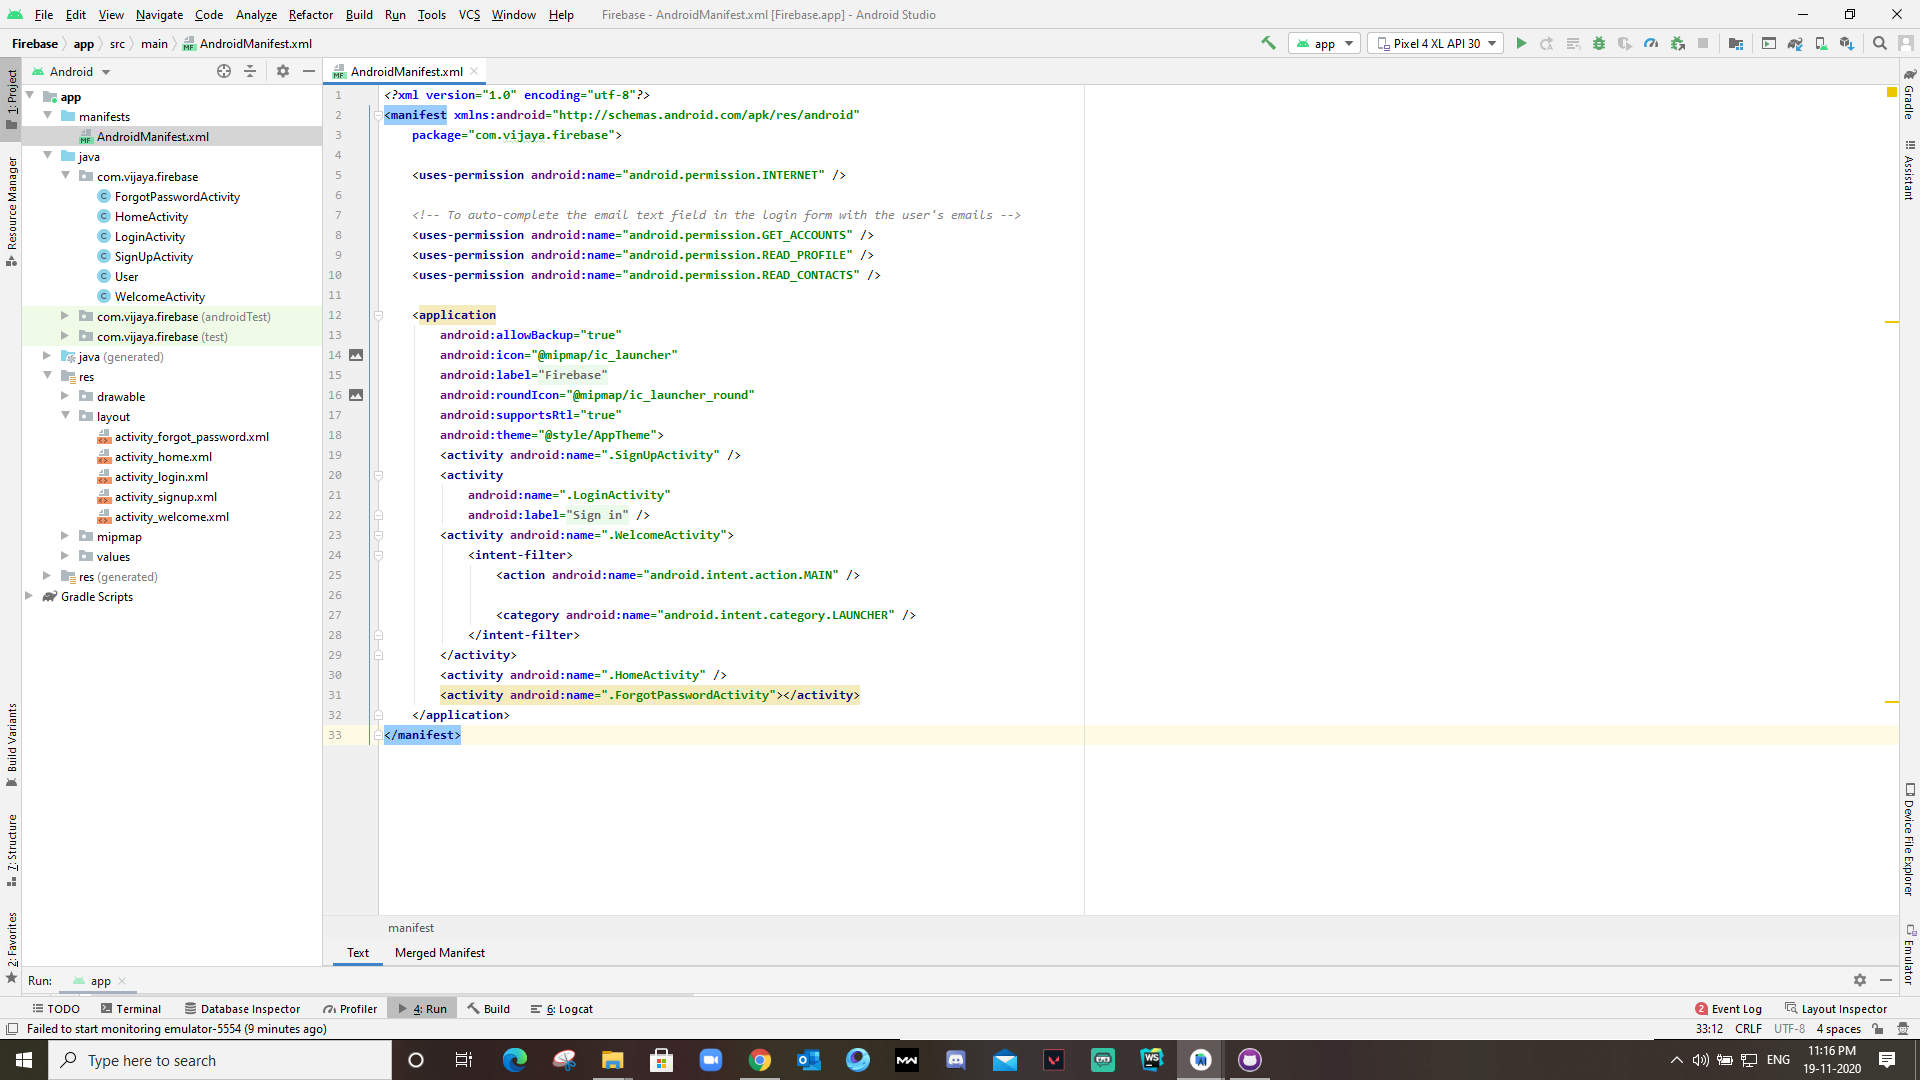 File Edit View Navigate Code Analyze Refactor Build Run Tools VCS Window Help Firebase - AndroidManifest.xml [Firebase.app] - Android Studio
Firebase app src main AndroidManifest.xml app Pixel 4 XL API 30
Android AndroidManifest.xml
1: Project
Resource Manager
Build Variants
7: Structure
2: Favorites
app
manifests
AndroidManifest.xml
java
com.vijaya.firebase
ForgotPasswordActivity
HomeActivity
LoginActivity
SignUpActivity
User
WelcomeActivity
com.vijaya.firebase (androidTest)
com.vijaya.firebase (test)
java (generated)
res
drawable
layout
activity_forgot_password.xml
activity_home.xml
activity_login.xml
activity_signup.xml
activity_welcome.xml
mipmap
values
res (generated)
Gradle Scripts
1 <?xml version="1.0" encoding="utf-8"?>
2 <manifest xmlns:android="http://schemas.android.com/apk/res/android"
3 package="com.vijaya.firebase">
4
5 <uses-permission android:name="android.permission.INTERNET" />
6
7 <!-- To auto-complete the email text field in the login form with the user's emails -->
8 <uses-permission android:name="android.permission.GET_ACCOUNTS" />
9 <uses-permission android:name="android.permission.READ_PROFILE" />
10 <uses-permission android:name="android.permission.READ_CONTACTS" />
11
12 <application
13 android:allowBackup="true"
14 android:icon="@mipmap/ic_launcher"
15 android:label="Firebase"
16 android:roundIcon="@mipmap/ic_launcher_round"
17 android:supportsRtl="true"
18 android:theme="@style/AppTheme">
19 <activity android:name=".SignUpActivity" />
20 <activity
21 android:name=".LoginActivity"
22 android:label="Sign in" />
23 <activity android:name=".WelcomeActivity">
24 <intent-filter>
25 <action android:name="android.intent.action.MAIN" />
26
27 <category android:name="android.intent.category.LAUNCHER" />
28 </intent-filter>
29 </activity>
30 <activity android:name=".HomeActivity" />
31 <activity android:name=".ForgotPasswordActivity"></activity>
32 </application>
33 </manifest>
Gradle
Assistant
Device File Explorer
Emulator
manifest
Text Merged Manifest
Run: app
TODO Terminal Database Inspector Profiler 4: Run Build 6: Logcat 2 Event Log Layout Inspector
Failed to start monitoring emulator-5554 (9 minutes ago) 33:12 CRLF UTF-8 4 spaces
Type here to search ENG 11:16 PM
19-11-2020